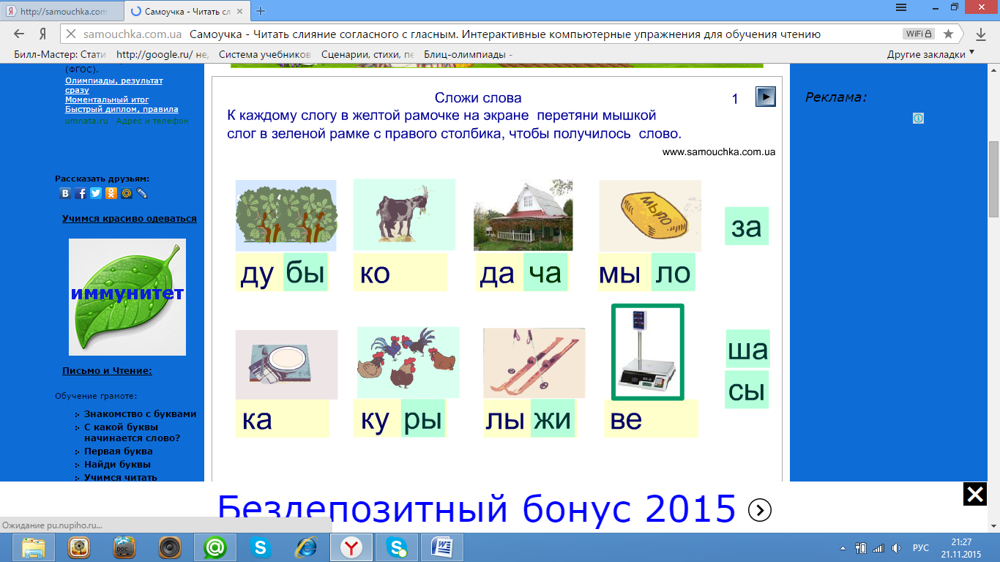 http://samouchka.com
Самоучка - Читать сл
samouchka.com.ua Самоучка - Читать слияние согласного с гласным. Интерактивные компьютерные упражнения для обучения чтению
WiFi
Билл-Мастер: Стати
http://google.ru/ не,
Система учебников
Сценарии, стихи, пе
Блиц-олимпиады -
Другие закладки
(ФГОС).
Олимпиады, результат
сразу
Моментальный итог
Быстрый диплом, правила
umnata.ru Адрес и телефон
Рассказать друзьям:
Учимся красиво одеваться
иммунитет
Письмо и Чтение:
Обучение грамоте:
Знакомство с буквами
С какой буквы
начинается слово?
Первая буква
Найди буквы
Учимся читать
Сложи слова 1
К каждому слогу в желтой рамочке на экране перетяни мышкой
слог в зеленой рамке с правого столбика, чтобы получилось слово.
www.samouchka.com.ua
мыло
за
ду бы
ко
да ча
мы ло
ша
сы
ка
ку ры
лы жи
ве
Реклама:
Бездепозитный бонус 2015
Ожидание pu.nupiho.ru...
DOC
РУС
21:27
21.11.2015